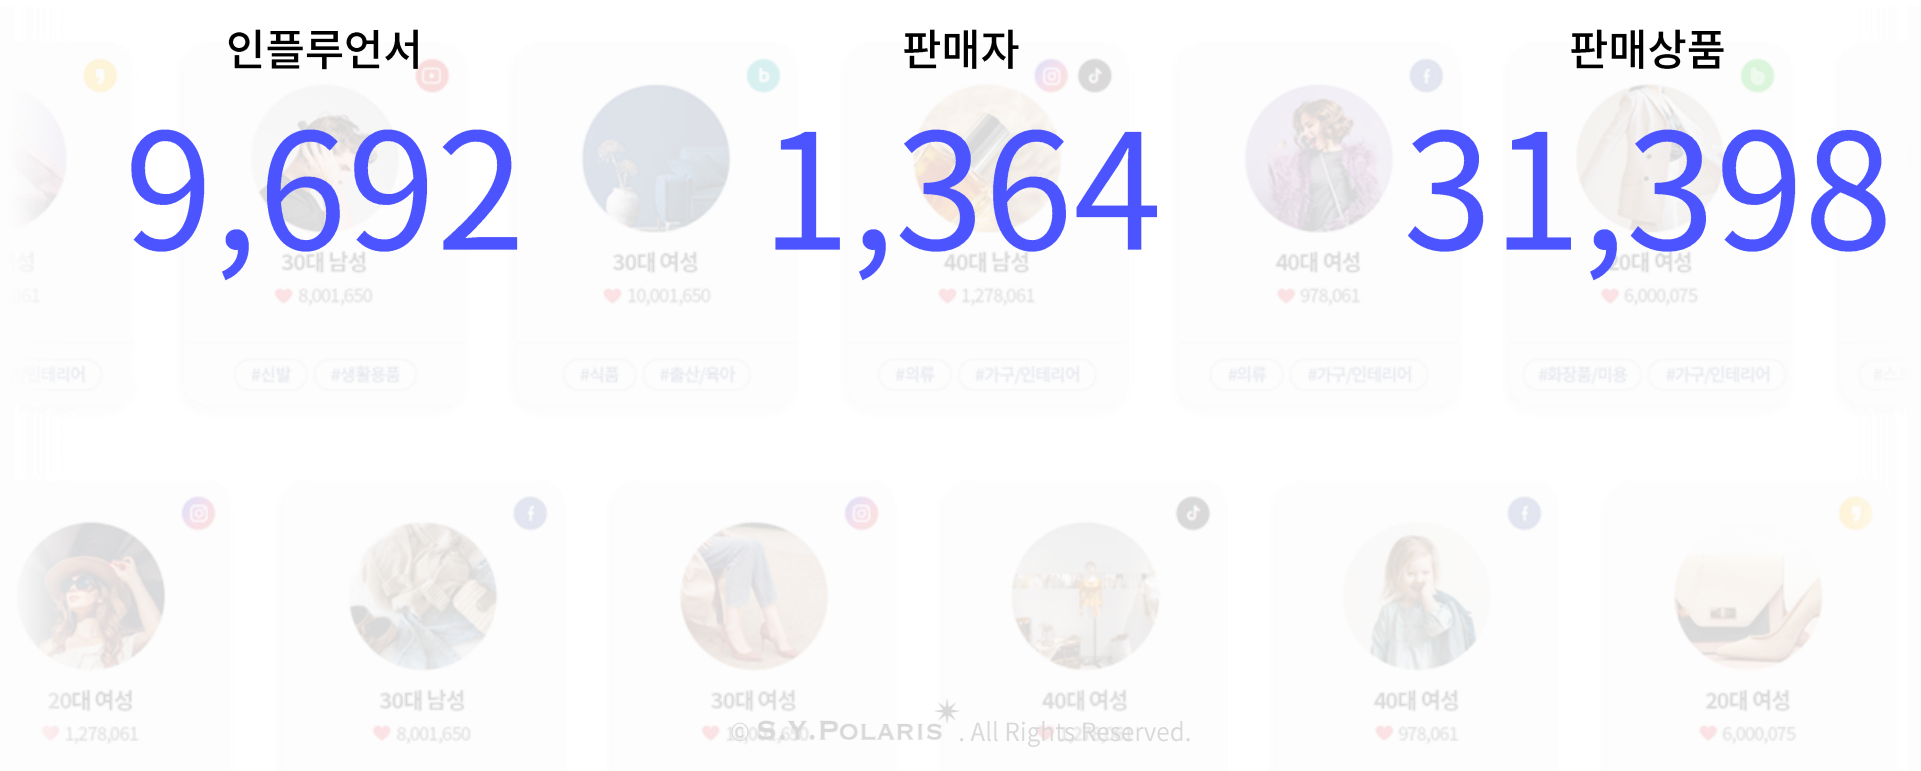 인플루언서
판매자
판매상품
9,692
1,364
31,398
30대 남성
30대 여성
40대 남성
40대 여성
20대 여성
8,001,650
10,001,650
1,278,061
978,061
6,000,075
/인테리어
#신발
#생활용품
#식품
#출산/육아
#의류
#가구/인테리어
#의류
#가구/인테리어
#화장품/미용
#가구/인테리어
20대 여성
30대 남성
30대 여성
40대 여성
40대 여성
20대 여성
1,278,061
8,001,650
978,061
6,000,075
© S.Y.POLARIS . All Rights Reserved.